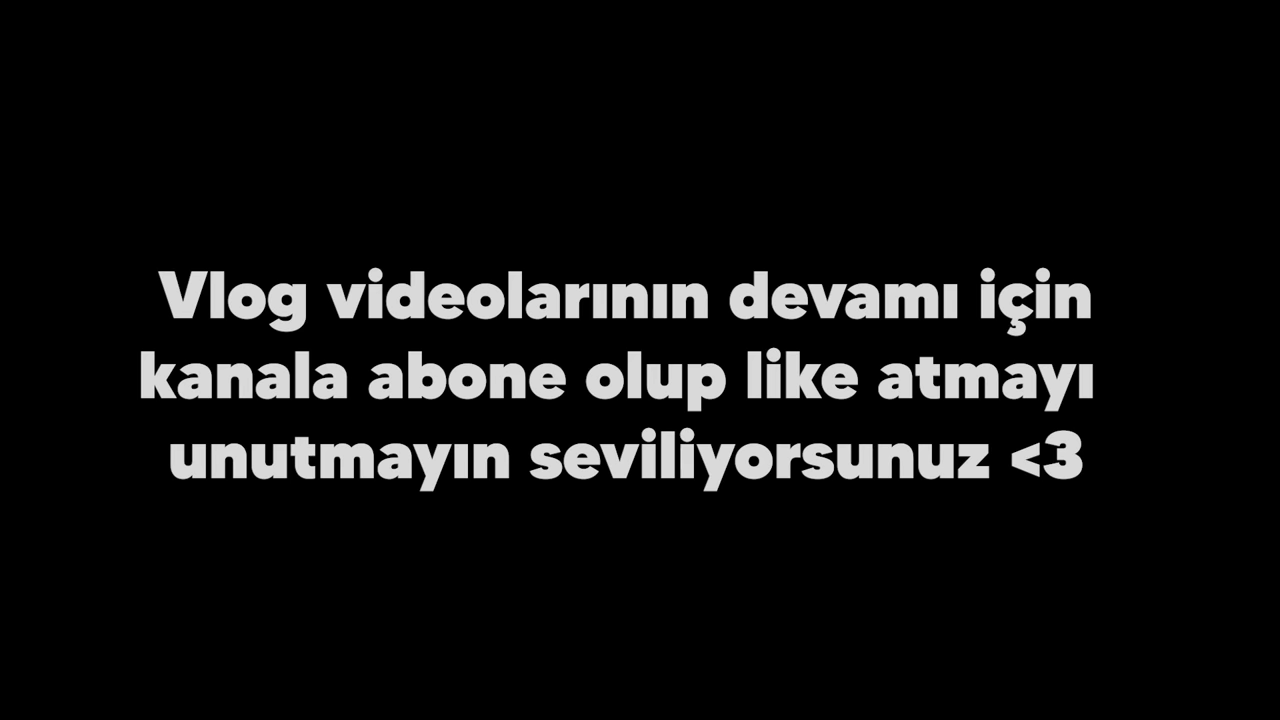 Vlog videolarının devamı için
kanala abone olup like atmayı
unutmayın seviliyorsunuz <3